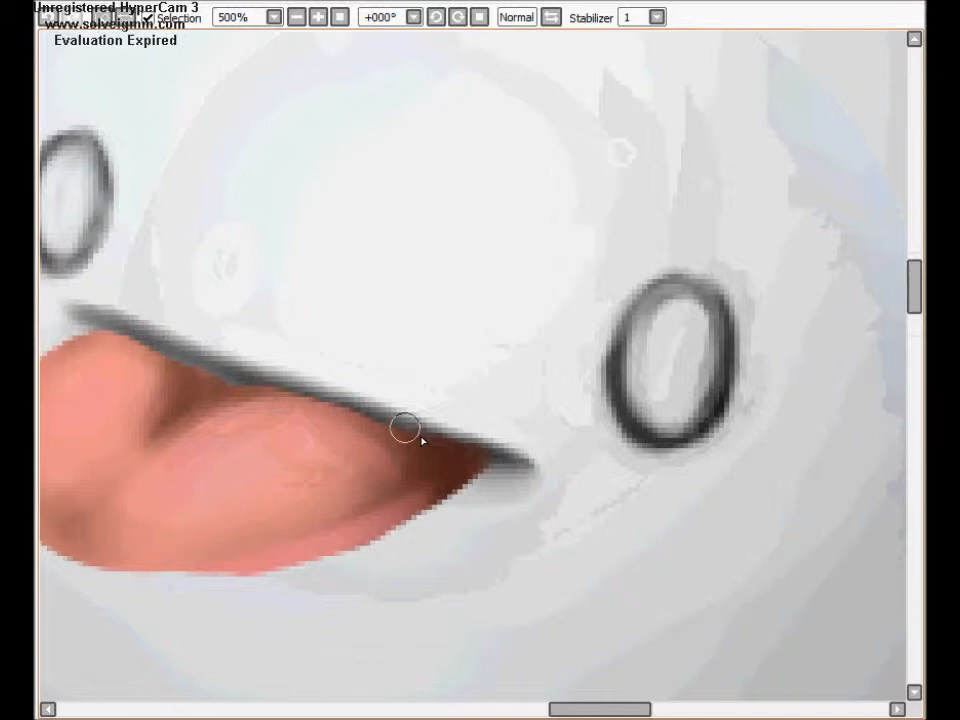 Unregistered HyperCam 3
www.solveigmm.com
Evaluation Expired
Selection 500% +000° Normal Stabilizer 1